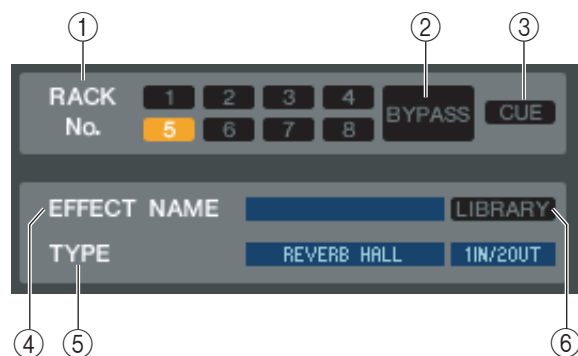 ① ② ③
RACK No. 1 2 3 4 BYPASS CUE
5 6 7 8
EFFECT NAME LIBRARY
TYPE REVERB HALL 1IN/2OUT
④ ⑤ ⑥